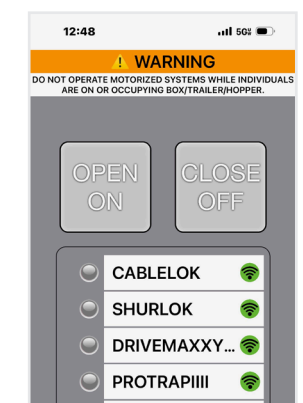 12:48 5G
WARNING
DO NOT OPERATE MOTORIZED SYSTEMS WHILE INDIVIDUALS
ARE ON OR OCCUPYING BOX/TRAILER/HOPPER.
OPEN
ON
CLOSE
OFF
CABLELOK
SHURLOK
DRIVEMAXXY...
PROTRAPIIII